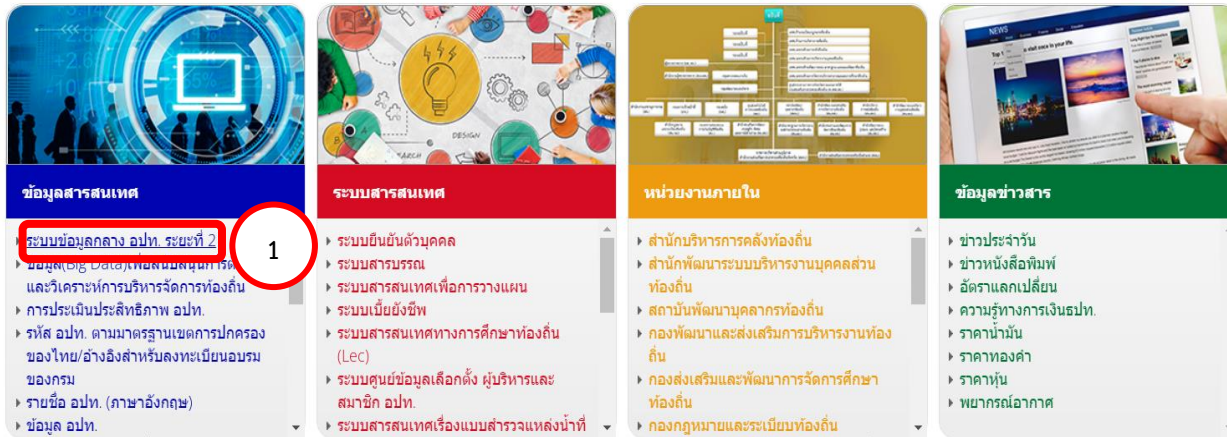 NEWS
DESIGN
ข้อมูลสารสนเทศ
ระบบข้อมูลกลาง อปท. ระยะที่ 2
1
และวิเคราะห์การบริหารจัดการท้องถิ่น
การประเมินประสิทธิภาพ อปท.
รหัส อปท. ตามมาตรฐานเขตการปกครอง
ของไทย/อ้างอิงสำหรับลงทะเบียนอบรม
ของกรม
รายชื่อ อปท. (ภาษาอังกฤษ)
ข้อมูล อปท.
ระบบสารสนเทศ
ระบบยืนยันตัวบุคคล
ระบบสารบรรณ
ระบบสารสนเทศเพื่อการวางแผน
ระบบเบี้ยยังชีพ
ระบบสารสนเทศทางการศึกษาท้องถิ่น
(Lec)
ระบบศูนย์ข้อมูลเลือกตั้ง ผู้บริหารและ
สมาชิก อปท.
ระบบสารสนเทศเรื่องแบบสำรวจแหล่งน้ำที่
หน่วยงานภายใน
สำนักบริหารการคลังท้องถิ่น
สำนักพัฒนาระบบบริหารงานบุคคลส่วน
ท้องถิ่น
สถาบันพัฒนาบุคลากรท้องถิ่น
กองพัฒนาและส่งเสริมการบริหารงานท้อง
ถิ่น
กองส่งเสริมและพัฒนาการจัดการศึกษา
ท้องถิ่น
กองกฎหมายและระเบียบท้องถิ่น
ข้อมูลข่าวสาร
ข่าวประจำวัน
ข่าวหนังสือพิมพ์
อัตราแลกเปลี่ยน
ความรู้ทางการเงินธปท.
ราคาน้ำมัน
ราคาทองคำ
ราคาหุ้น
พยากรณ์อากาศ